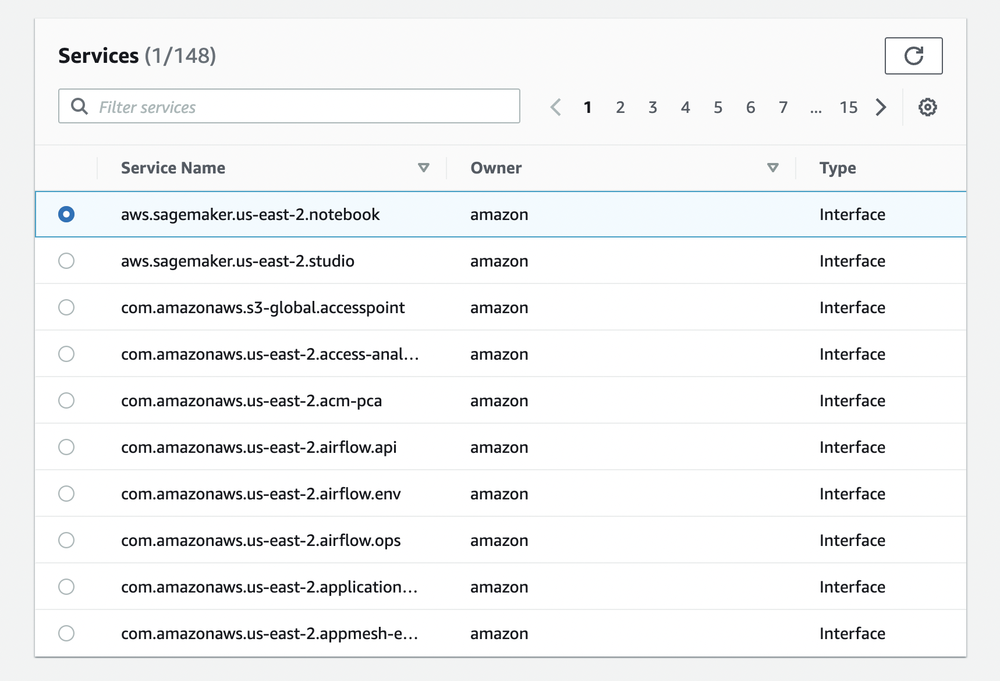 Services (1/148)
Filter services
1 2 3 4 5 6 7 ... 15
Service Name Owner Type
aws.sagemaker.us-east-2.notebook amazon Interface
aws.sagemaker.us-east-2.studio amazon Interface
com.amazonaws.s3-global.accesspoint amazon Interface
com.amazonaws.us-east-2.access-anal... amazon Interface
com.amazonaws.us-east-2.acm-pca amazon Interface
com.amazonaws.us-east-2.airflow.api amazon Interface
com.amazonaws.us-east-2.airflow.env amazon Interface
com.amazonaws.us-east-2.airflow.ops amazon Interface
com.amazonaws.us-east-2.application... amazon Interface
com.amazonaws.us-east-2.appmesh-e... amazon Interface